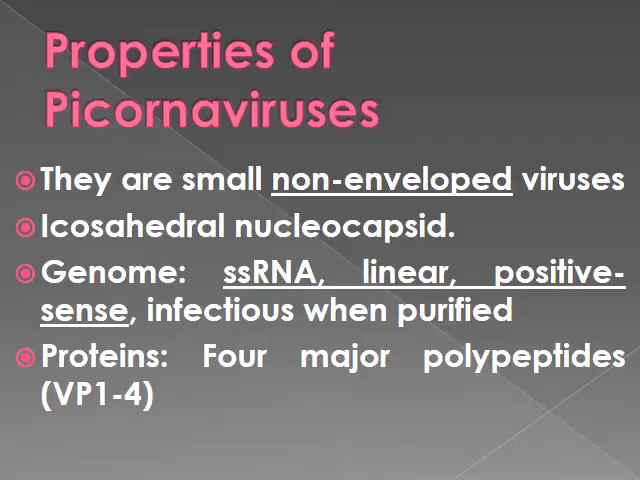 Properties of
Picornaviruses
They are small non-enveloped viruses
Icosahedral nucleocapsid.
Genome: ssRNA, linear, positive-
sense, infectious when purified
Proteins: Four major polypeptides
(VP1-4)